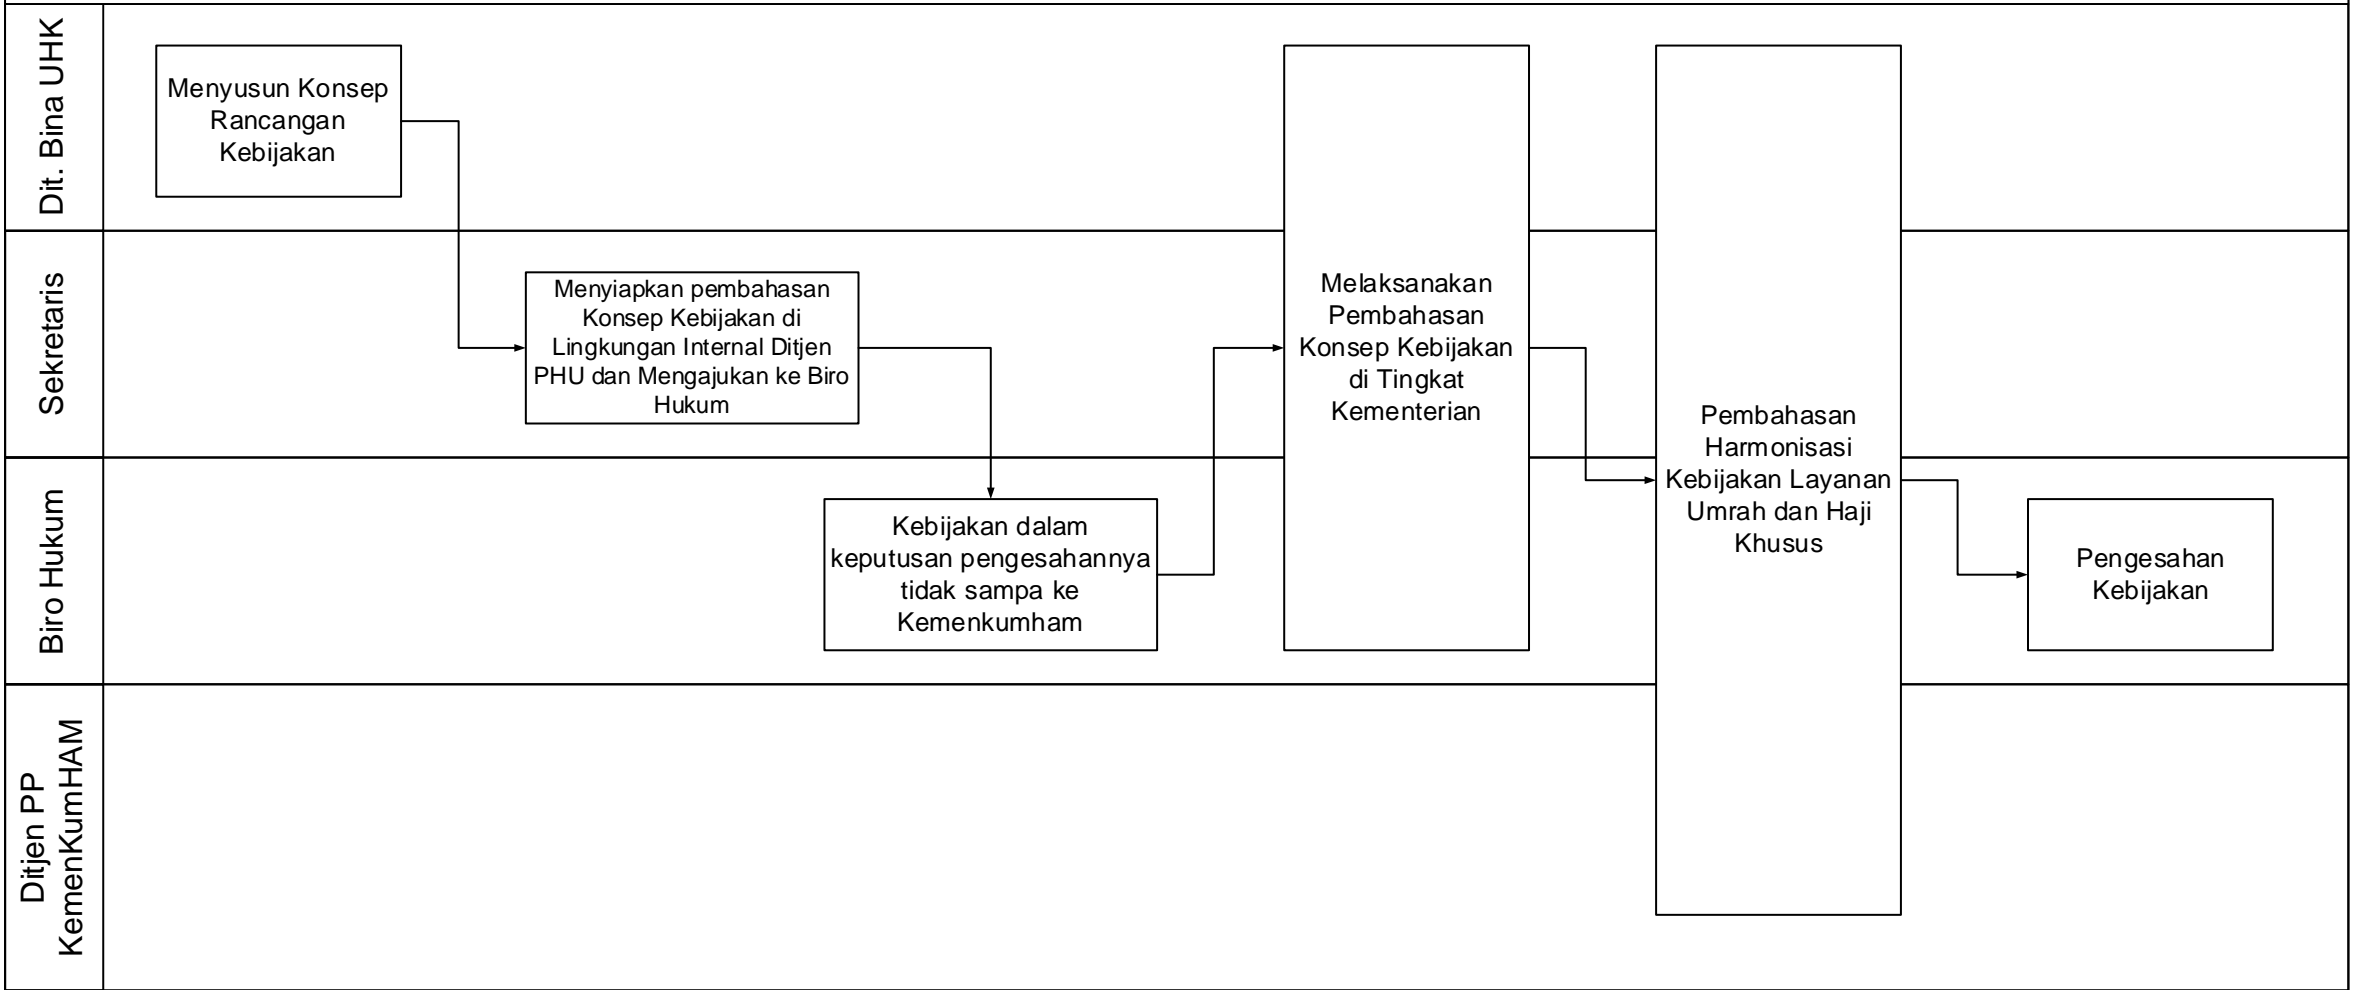 Dit. Bina UHK
Menyusun Konsep
Rancangan
Kebijakan
Sekretaris
Menyiapkan pembahasan
Konsep Kebijakan di
Lingkungan Internal Ditjen
PHU dan Mengajukan ke Biro
Hukum
Biro Hukum
Kebijakan dalam
keputusan pengesahannya
tidak sampa ke
Kemenkumham
Melaksanakan
Pembahasan
Konsep Kebijakan
di Tingkat
Kementerian
Pembahasan
Harmonisasi
Kebijakan Layanan
Umrah dan Haji
Khusus
Pengesahan
Kebijakan
Ditjen PP
KemenKumHAM